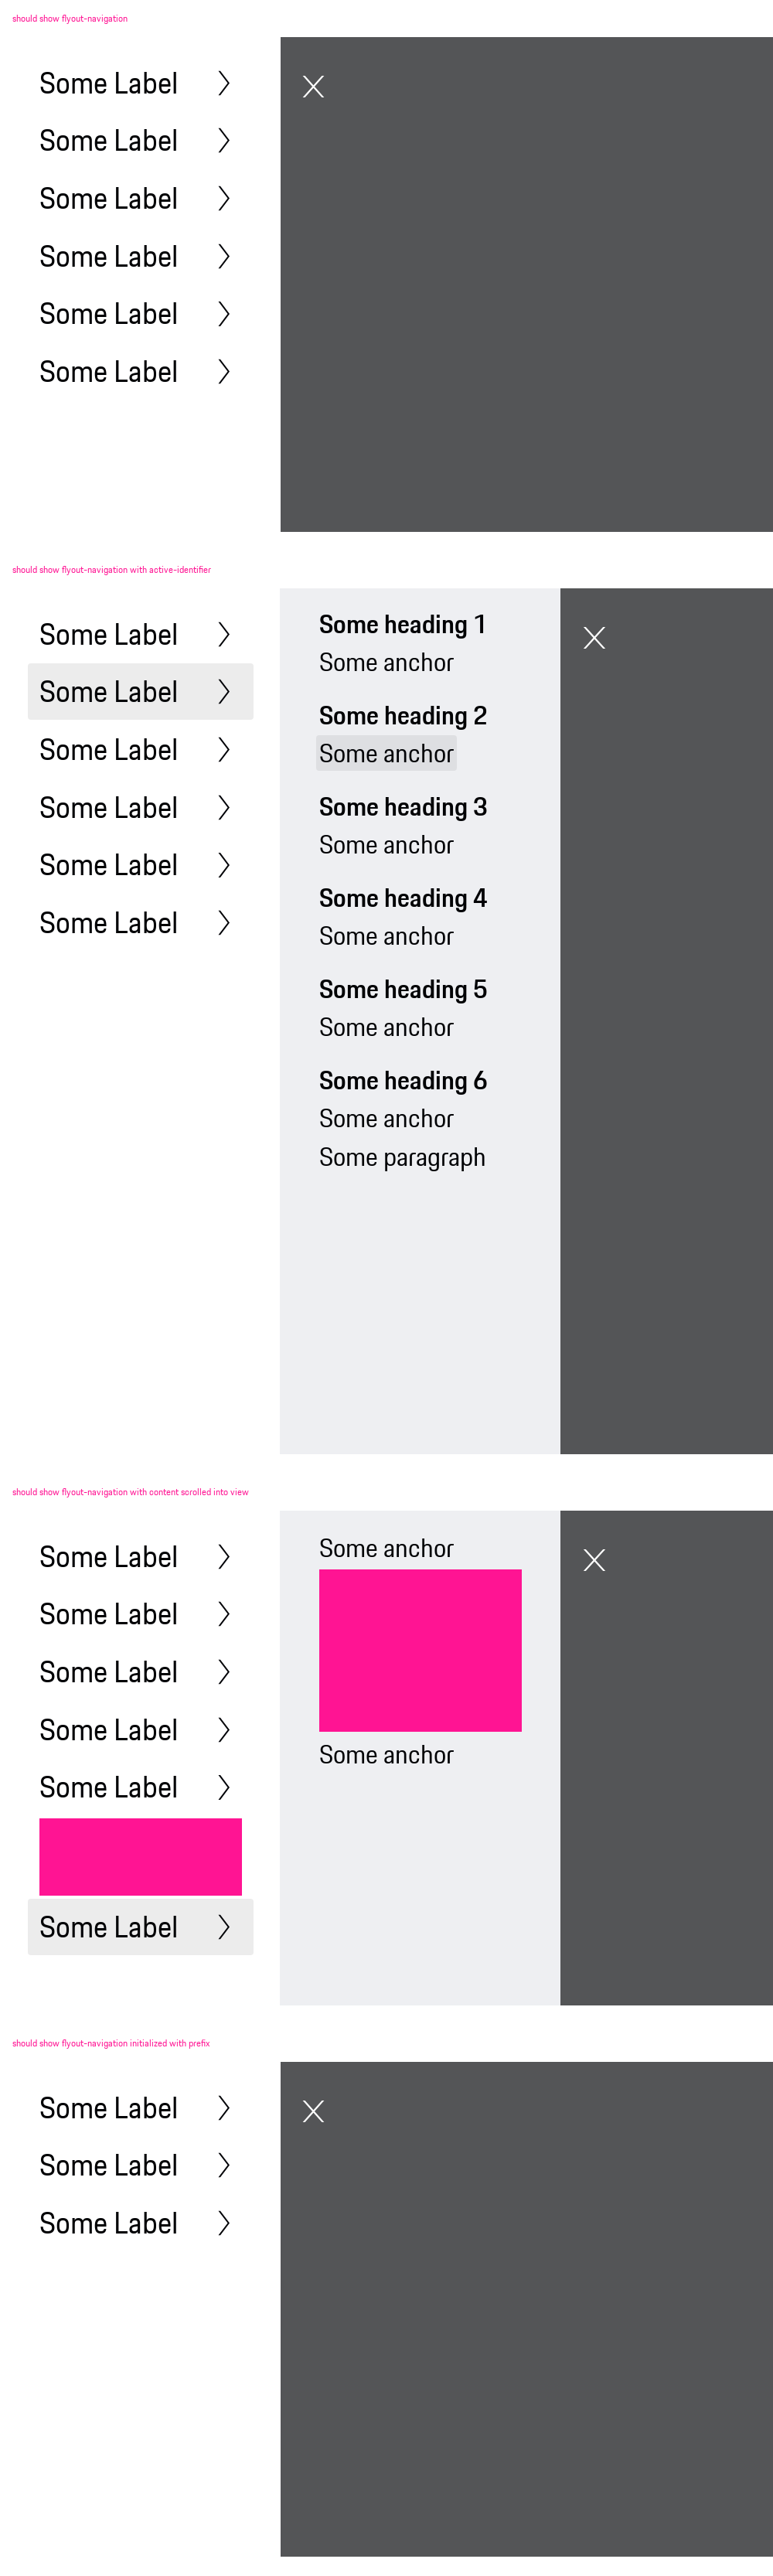 should show flyout-navigation
Some Label
Some Label
Some Label
Some Label
Some Label
Some Label
should show flyout-navigation with active-identifier
Some Label
Some Label
Some Label
Some Label
Some Label
Some Label
Some heading 1
Some anchor
Some heading 2
Some anchor
Some heading 3
Some anchor
Some heading 4
Some anchor
Some heading 5
Some anchor
Some heading 6
Some anchor
Some paragraph
should show flyout-navigation with content scrolled into view
Some Label
Some Label
Some Label
Some Label
Some Label
Some Label
Some anchor
Some anchor
should show flyout-navigation initialized with prefix
Some Label
Some Label
Some Label